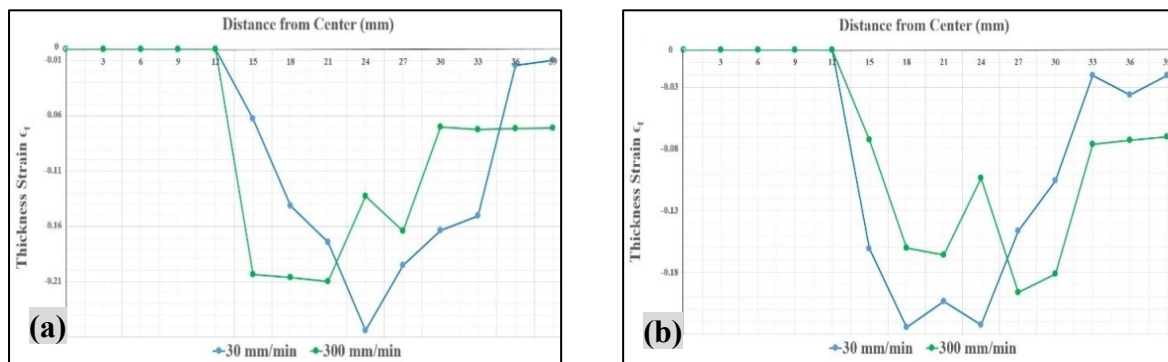 Distance from Center (mm)
0
3 6 9 12 15 18 21 24 27 30 33 36 39
-0.01
-0.06
-0.11
-0.16
-0.21
Thickness Strain ϵt
(a)
30 mm/min 300 mm/min
Distance from Center (mm)
0
3 6 9 12 15 18 21 24 27 30 33 36 39
-0.03
-0.08
-0.13
-0.18
Thickness Strain ϵt
(b)
30 mm/min 300 mm/min